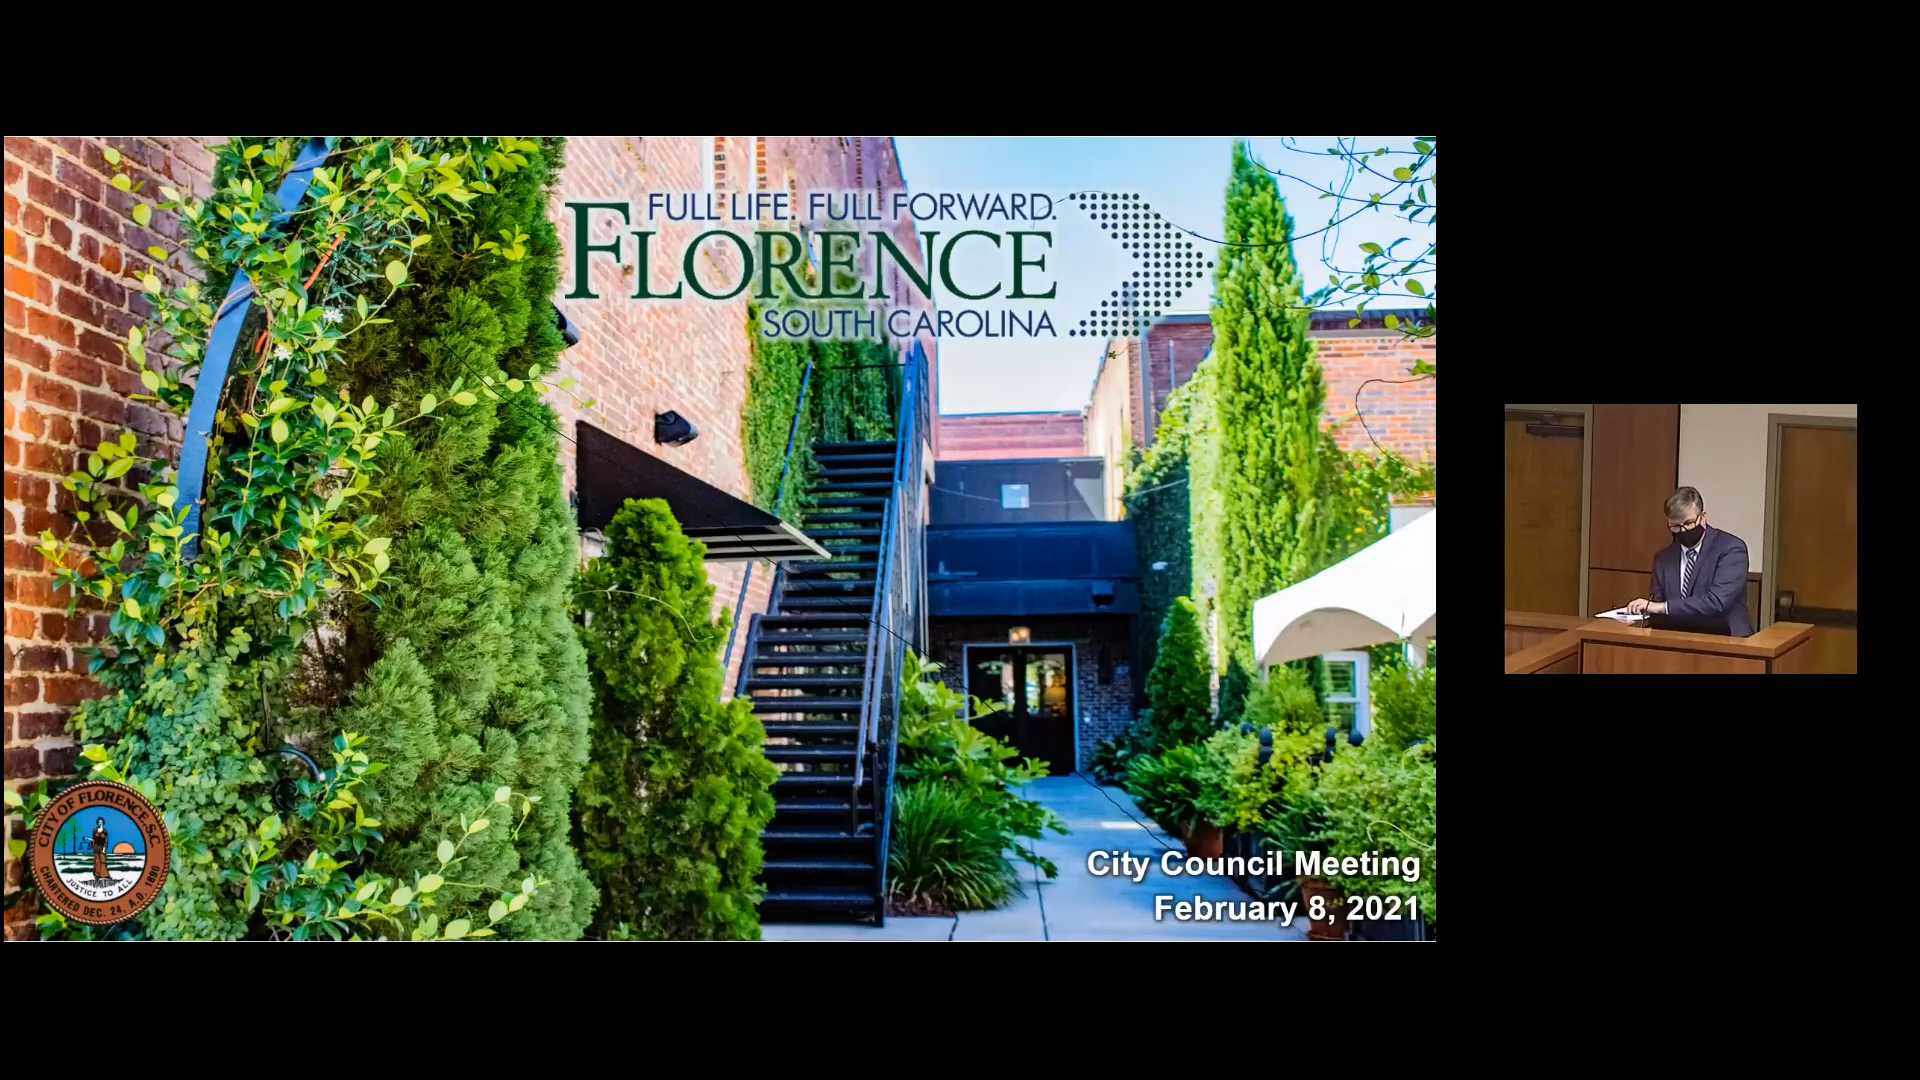 FULL LIFE. FULL FORWARD.
FLORENCE
SOUTH CAROLINA
CITY OF FLORENCE, S.C.
JUSTICE TO ALL
CHARTERED DEC. 24, A.D. 1890
City Council Meeting
February 8, 2021